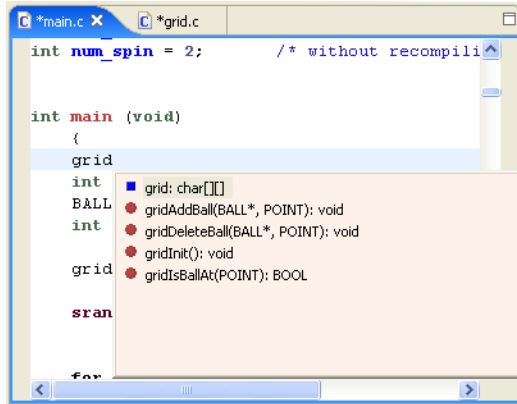 *main.c *grid.c
int num_spin = 2; /* without recompili
int main (void)
{
grid
int
grid: char[][]
BALL
gridAddBall(BALL*, POINT): void
int
gridDeleteBall(BALL*, POINT): void
gridInit(): void
grid
gridIsBallAt(POINT): BOOL
sran
for